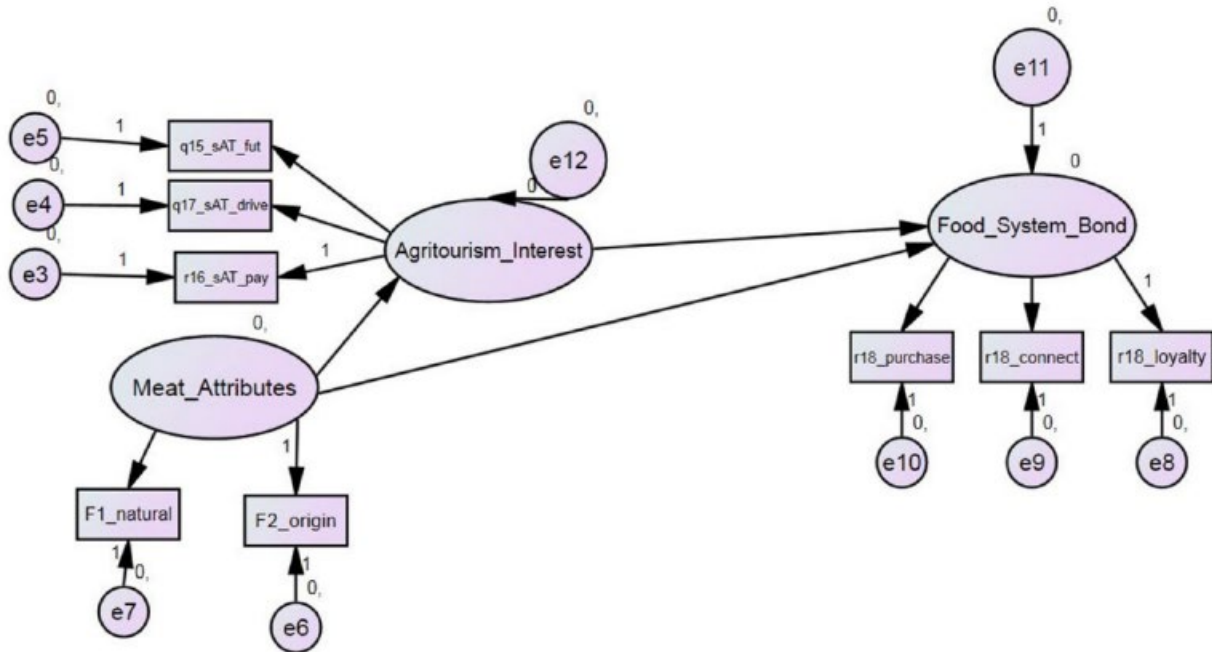 0,
e11
0,
0,
e5
1
q15_sAT_fut
e12
1
0,
0
0
e4
1
q17_sAT_drive
Agritourism_Interest
Food_System_Bond
0,
e3
1
r16_sAT_pay
1
1
0,
Meat_Attributes
r18_purchase
r18_connect
r18_loyalty
1
1
1
1
0,
0,
0,
e10
e9
e8
F1_natural
F2_origin
1
0,
1
0,
e7
e6